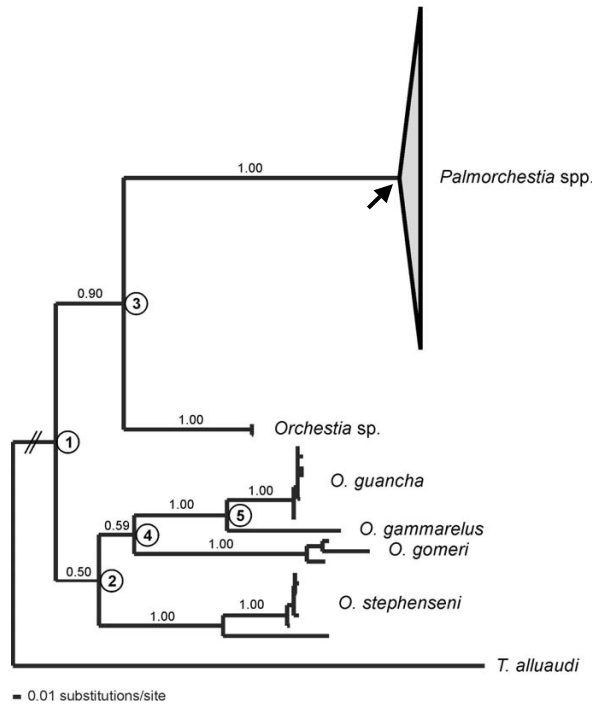 1.00
Palmorchestia spp.
0.90
3
1.00
Orchestia sp.
1
1.00
1.00
O. guancha
5
0.59
4
O. gammarelus
1.00
O. gomeri
0.50
2
1.00
1.00
O. stephenseni
T. alluaudi
0.01 substitutions/site